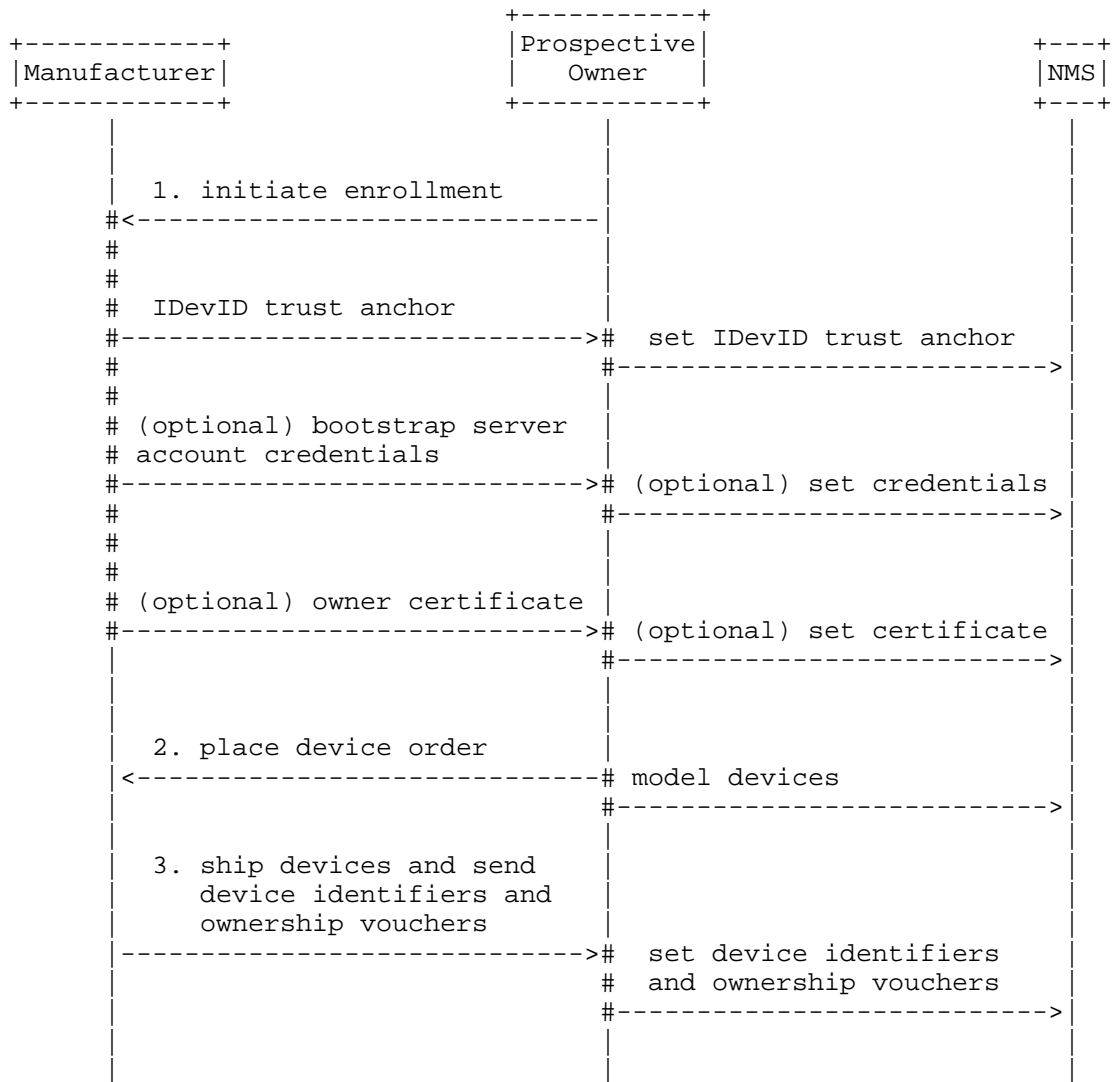 Prospective
Manufacturer Owner NMS
1. initiate enrollment
IDevID trust anchor
set IDevID trust anchor
(optional) bootstrap server
account credentials
(optional) set credentials
(optional) owner certificate
(optional) set certificate
2. place device order
model devices
3. ship devices and send
device identifiers and
ownership vouchers
set device identifiers
and ownership vouchers